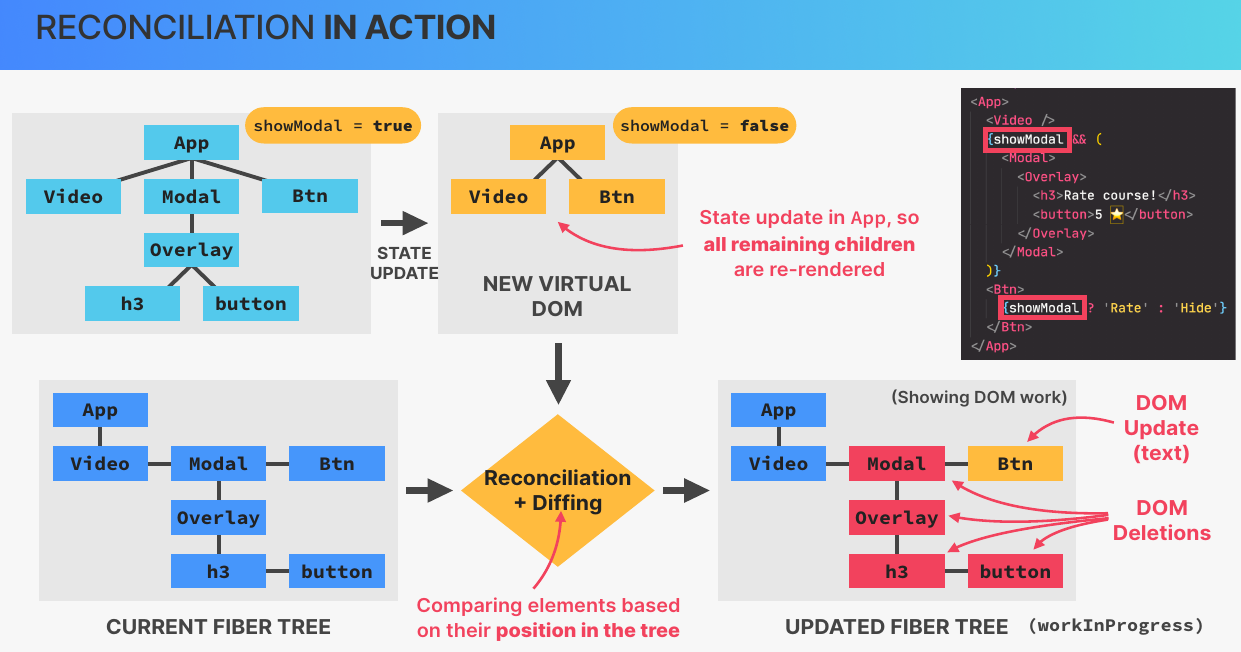 RECONCILIATION IN ACTION
showModal = true
App
Video
Modal
Btn
Overlay
h3
button
STATE
UPDATE
showModal = false
App
Video
Btn
NEW VIRTUAL
DOM
State update in App, so
all remaining children
are re-rendered
<App>
<Video />
{showModal && (
<Modal>
<Overlay>
<h3>Rate course!</h3>
<button>5 ⭐</button>
</Overlay>
</Modal>
)}
<Btn>
{showModal ? 'Rate' : 'Hide'}
</Btn>
</App>
App
Video
Modal
Btn
Overlay
h3
button
CURRENT FIBER TREE
Reconciliation
+ Diffing
Comparing elements based
on their position in the tree
(Showing DOM work)
App
Video
Modal
Btn
Overlay
h3
button
DOM
Update
(text)
DOM
Deletions
UPDATED FIBER TREE (workInProgress)